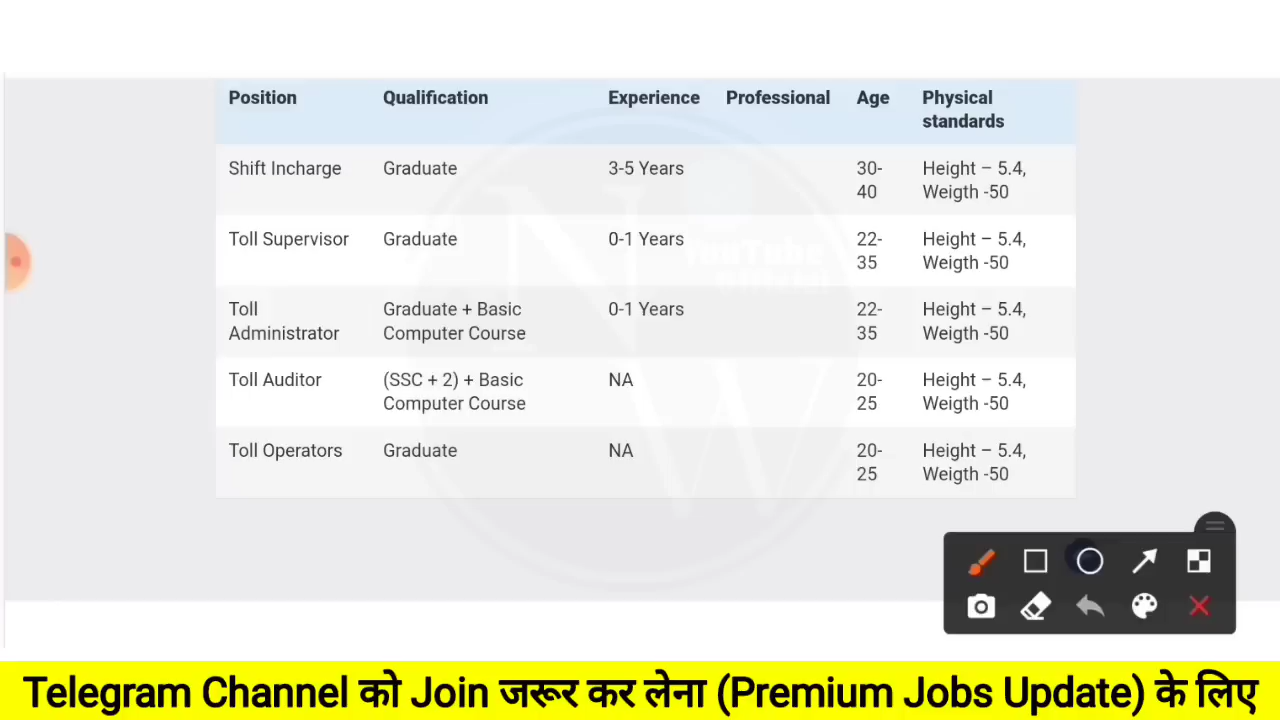 Position Qualification Experience Professional Age Physical
standards
Shift Incharge Graduate 3-5 Years 30- Height – 5.4,
40 Weigth -50
Toll Supervisor Graduate 0-1 Years 22- Height – 5.4,
35 Weigth -50
Toll Graduate + Basic 0-1 Years 22- Height – 5.4,
Administrator Computer Course 35 Weigth -50
Toll Auditor (SSC + 2) + Basic NA 20- Height – 5.4,
Computer Course 25 Weigth -50
Toll Operators Graduate NA 20- Height – 5.4,
25 Weigth -50
YouTube
Official
N
W
Telegram Channel को Join जरूर कर लेना (Premium Jobs Update) के लिए